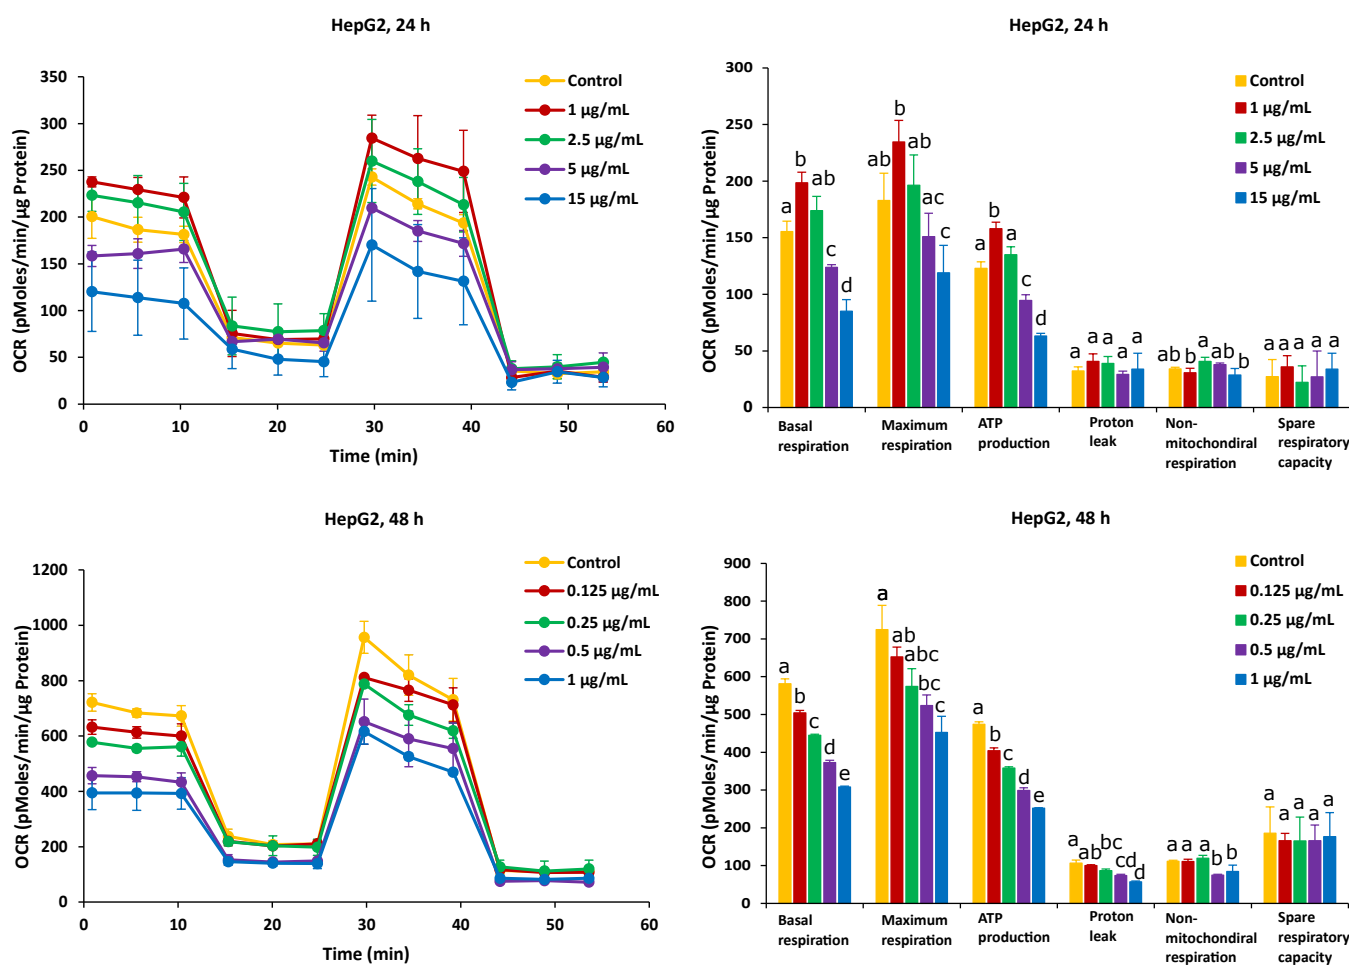 HepG2, 24 h
OCR (pMoles/min/µg Protein)
350
300
250
200
150
100
50
0
0 10 20 30 40 50 60
Time (min)
Control
1 µg/mL
2.5 µg/mL
5 µg/mL
15 µg/mL
HepG2, 24 h
OCR (pMoles/min/µg Protein)
300
250
200
150
100
50
0
a b ab c d
ab b ab ac c
a b a c d
a a a a a
ab b a ab b
a a a a a
Basal respiration
Maximum respiration
ATP production
Proton leak
Non-mitochondiral respiration
Spare respiratory capacity
Control
1 µg/mL
2.5 µg/mL
5 µg/mL
15 µg/mL
HepG2, 48 h
OCR (pMoles/min/µg Protein)
1200
1000
800
600
400
200
0
0 10 20 30 40 50 60
Time (min)
Control
0.125 µg/mL
0.25 µg/mL
0.5 µg/mL
1 µg/mL
HepG2, 48 h
OCR (pMoles/min/µg Protein)
900
800
700
600
500
400
300
200
100
0
a b c d e
a ab abc bc c
a b c d e
a ab bc cd d
a a a b b
a a a a a
Basal respiration
Maximum respiration
ATP production
Proton leak
Non-mitochondiral respiration
Spare respiratory capacity
Control
0.125 µg/mL
0.25 µg/mL
0.5 µg/mL
1 µg/mL